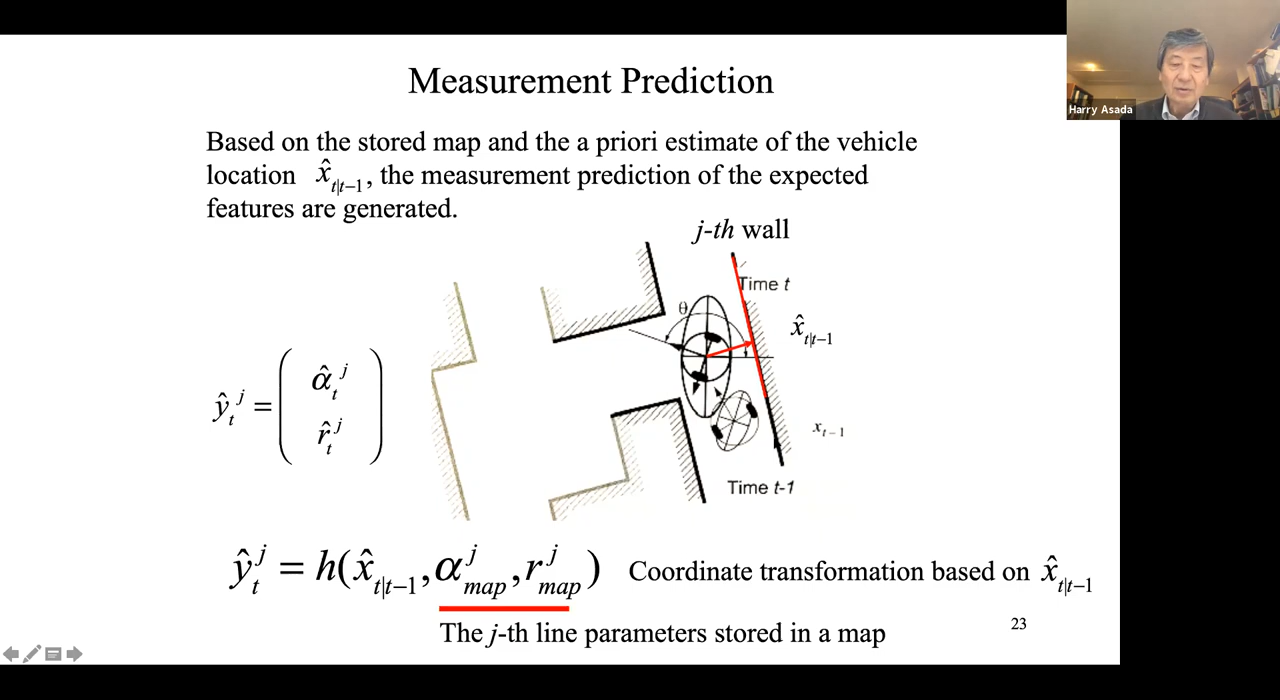 Measurement Prediction
Harry Asada
Based on the stored map and the a priori estimate of the vehicle
location x̂ₜ|ₜ₋₁, the measurement prediction of the expected
features are generated.
j-th wall
Time t
θ
x̂ₜ|ₜ₋₁
ŷₜʲ = ( α̂ₜʲ
r̂ₜʲ )
xₜ₋₁
Time t-1
ŷₜʲ = h(x̂ₜ|ₜ₋₁, αʲ_map, rʲ_map) Coordinate transformation based on x̂ₜ|ₜ₋₁
The j-th line parameters stored in a map
23